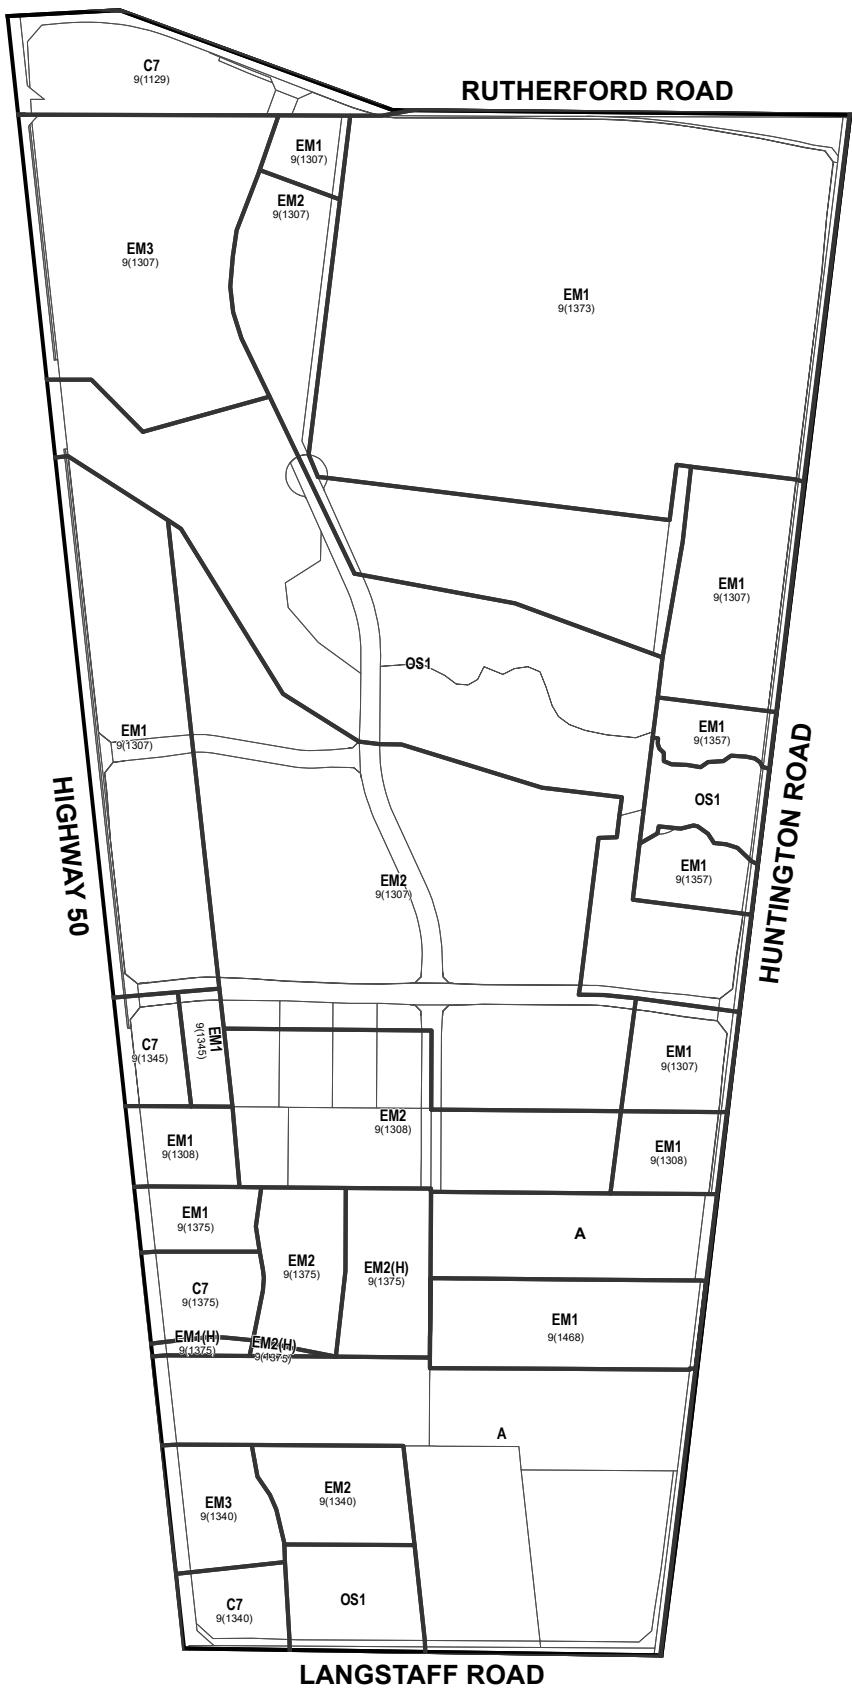 C7
9(1129)
RUTHERFORD ROAD
EM1
9(1307)
EM2
9(1307)
EM3
9(1307)
EM1
9(1373)
EM1
9(1307)
OS1
EM1
9(1307)
EM1
9(1357)
OS1
HIGHWAY 50
HUNTINGTON ROAD
EM1
9(1357)
EM2
9(1307)
C7
9(1345)
EM1
9(1345)
EM1
9(1307)
EM2
9(1308)
EM1
9(1308)
EM1
9(1308)
EM1
9(1375)
A
EM2
9(1375)
EM2(H)
9(1375)
C7
9(1375)
EM1
9(1468)
EM1(H)
9(1375)
EM2(H)
9(1375)
A
EM3
9(1340)
EM2
9(1340)
C7
9(1340)
OS1
LANGSTAFF ROAD